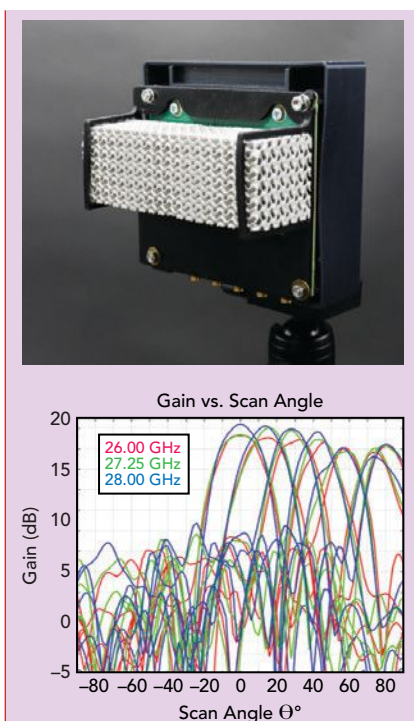 Gain vs. Scan Angle
20
15
10
5
0
−5
Gain (dB)
26.00 GHz
27.25 GHz
28.00 GHz
−80 −60 −40 −20 0 20 40 60 80
Scan Angle Θ°